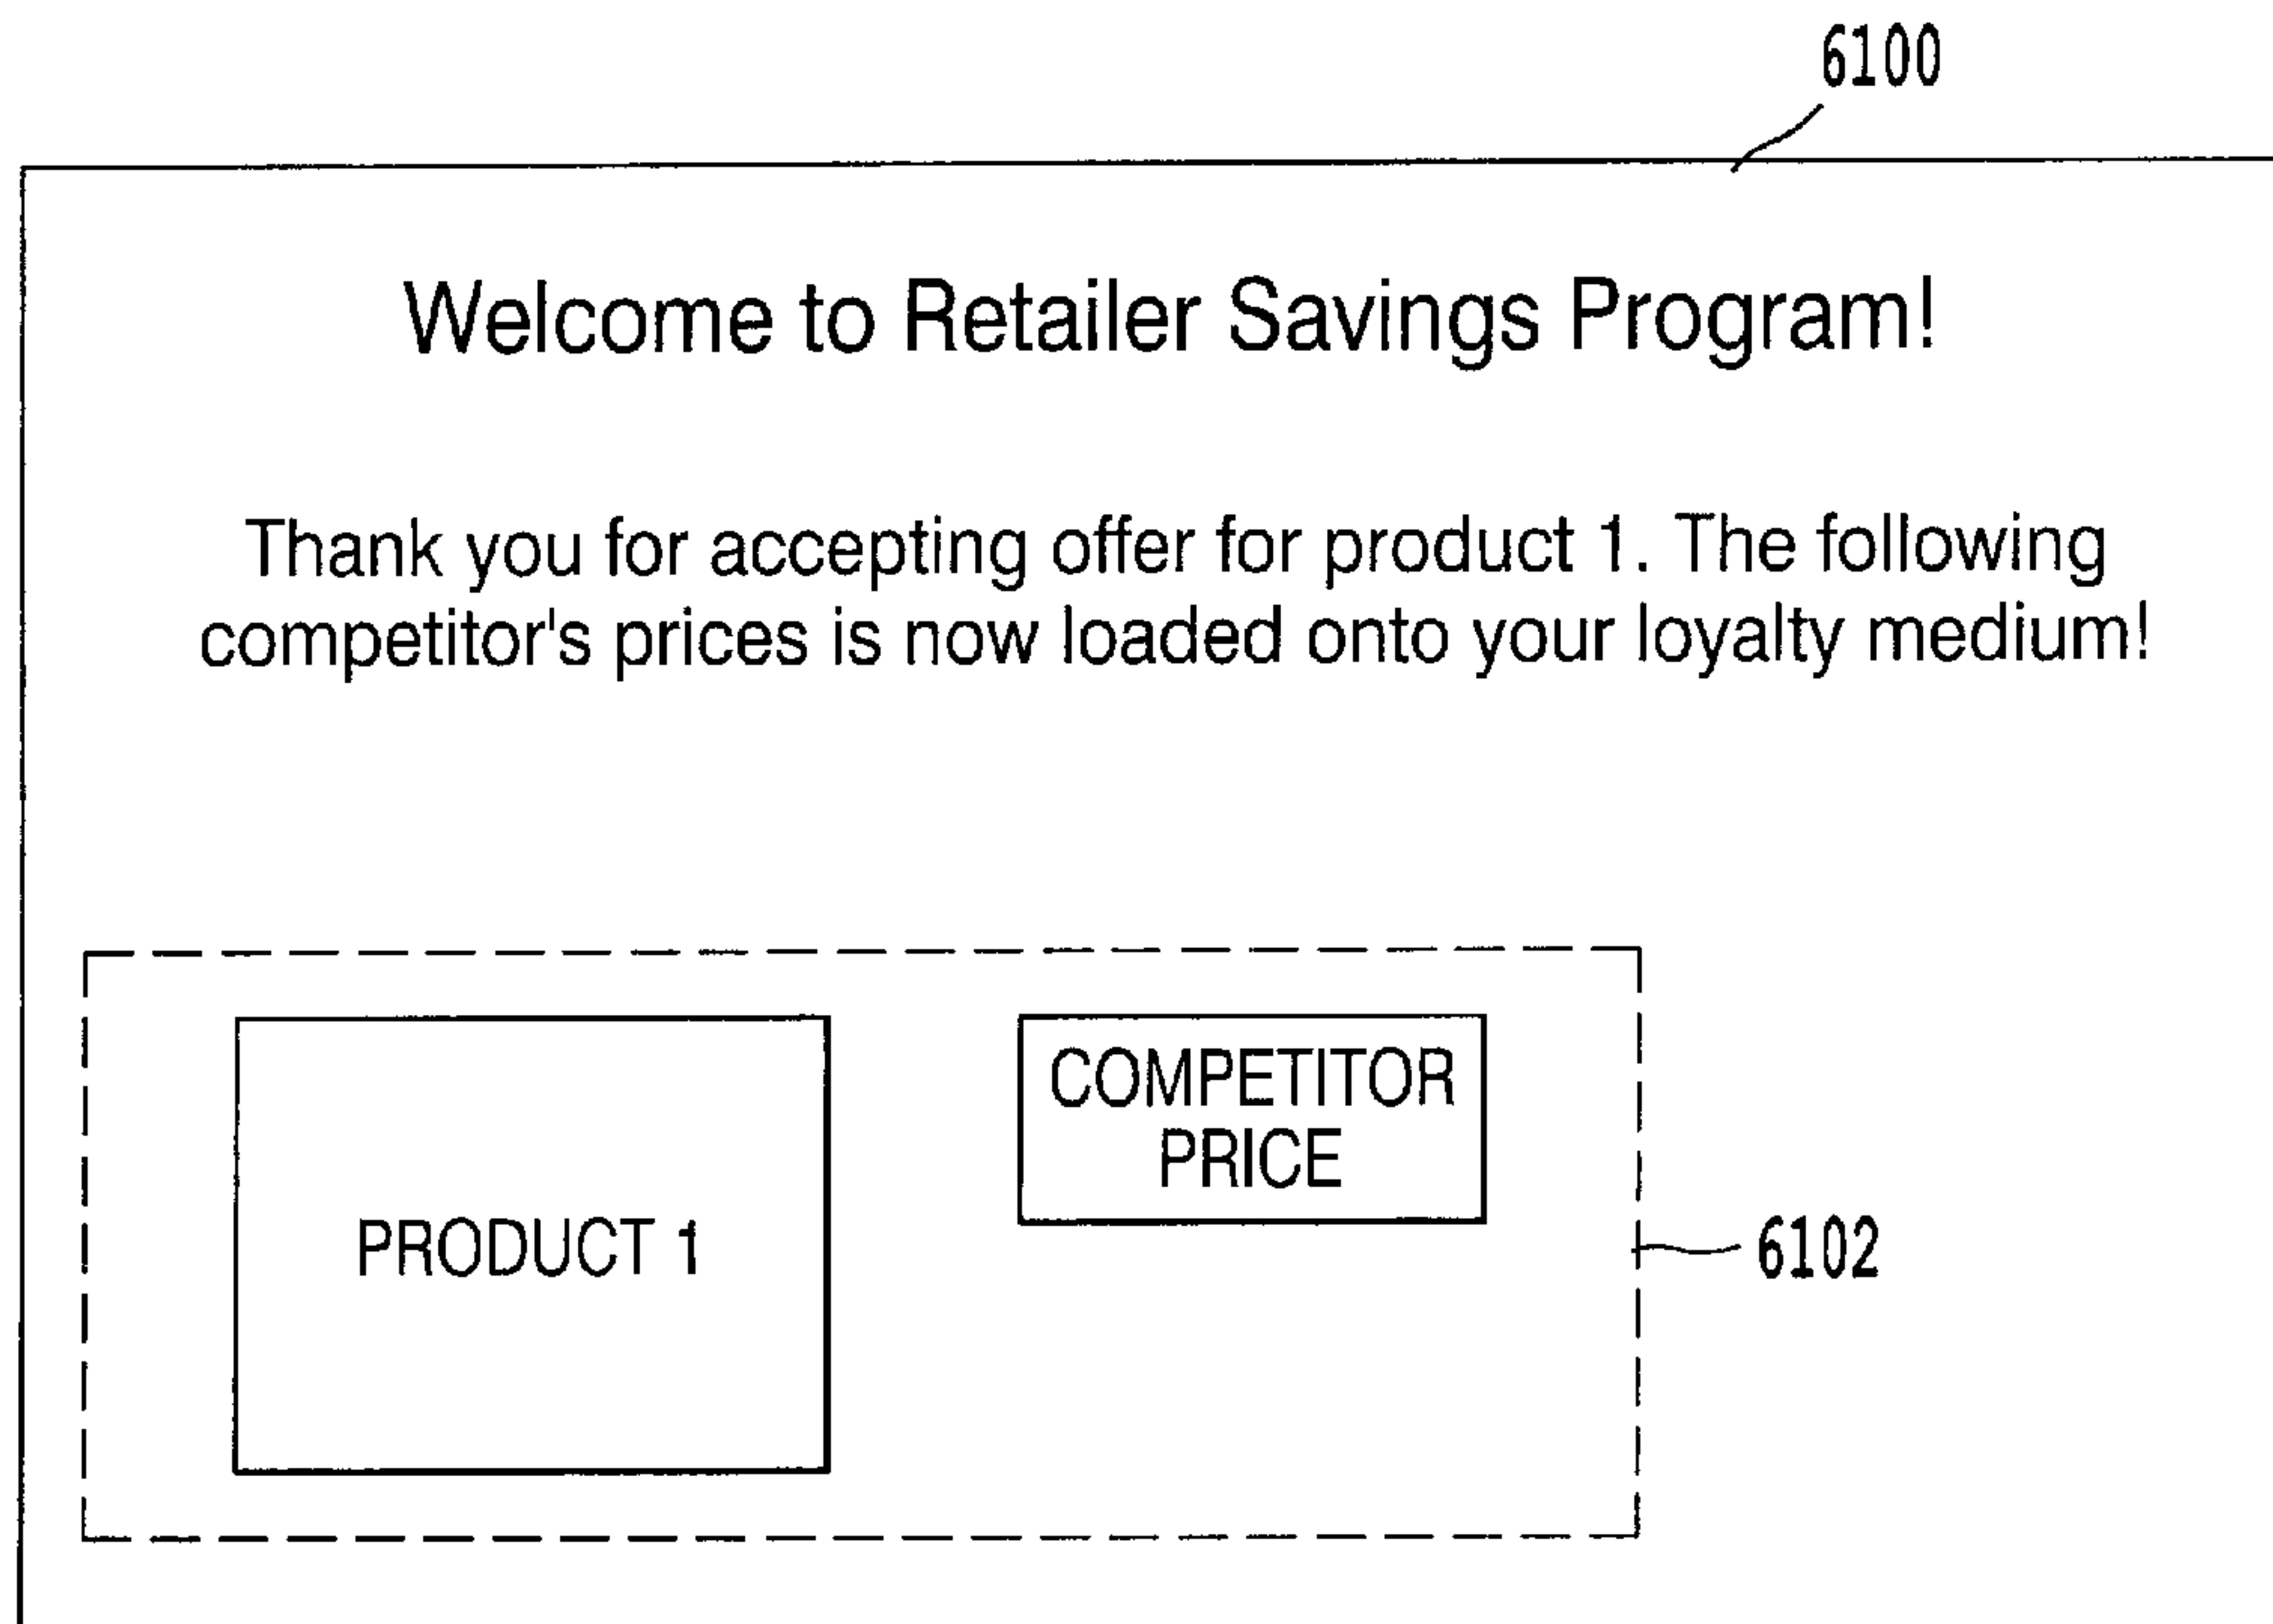 6100
Welcome to Retailer Savings Program!
Thank you for accepting offer for product 1. The following
competitor's prices is now loaded onto your loyalty medium!
COMPETITOR
PRICE
PRODUCT 1
6102